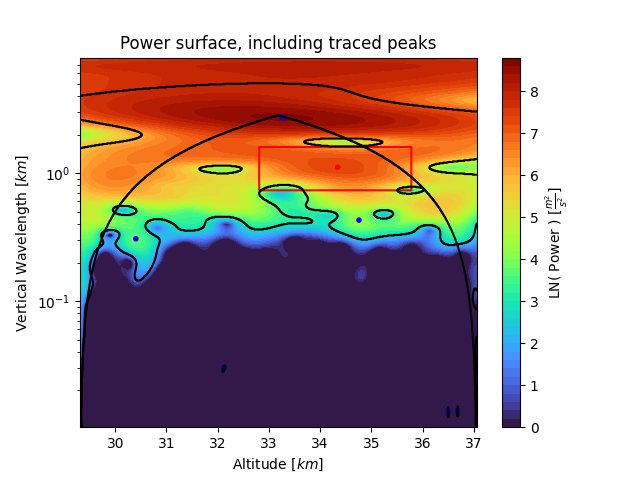 Power surface, including traced peaks
Vertical Wavelength [km]
10⁰
10⁻¹
30 31 32 33 34 35 36 37
Altitude [km]
8
7
6
5
4
3
2
1
0
LN( Power ) [m²/s²]